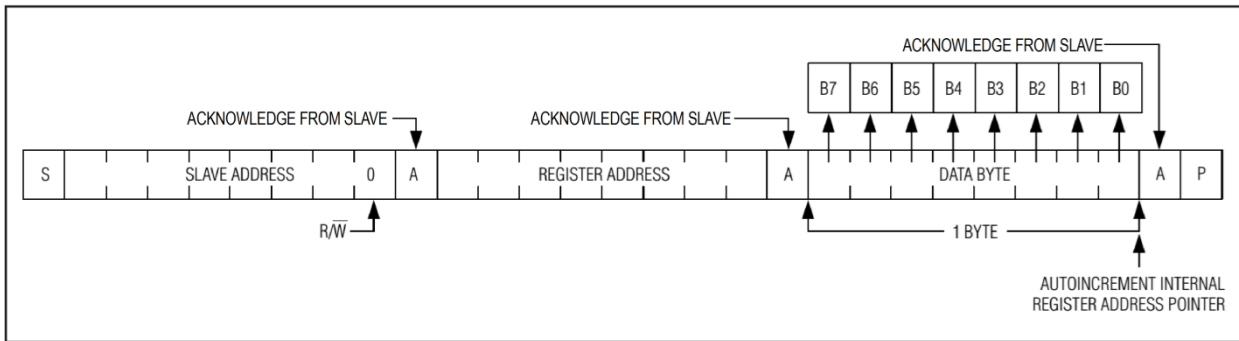 ACKNOWLEDGE FROM SLAVE
B7 B6 B5 B4 B3 B2 B1 B0
ACKNOWLEDGE FROM SLAVE ACKNOWLEDGE FROM SLAVE
S SLAVE ADDRESS 0 A REGISTER ADDRESS A DATA BYTE A P
R/W̅ 1 BYTE
AUTOINCREMENT INTERNAL
REGISTER ADDRESS POINTER